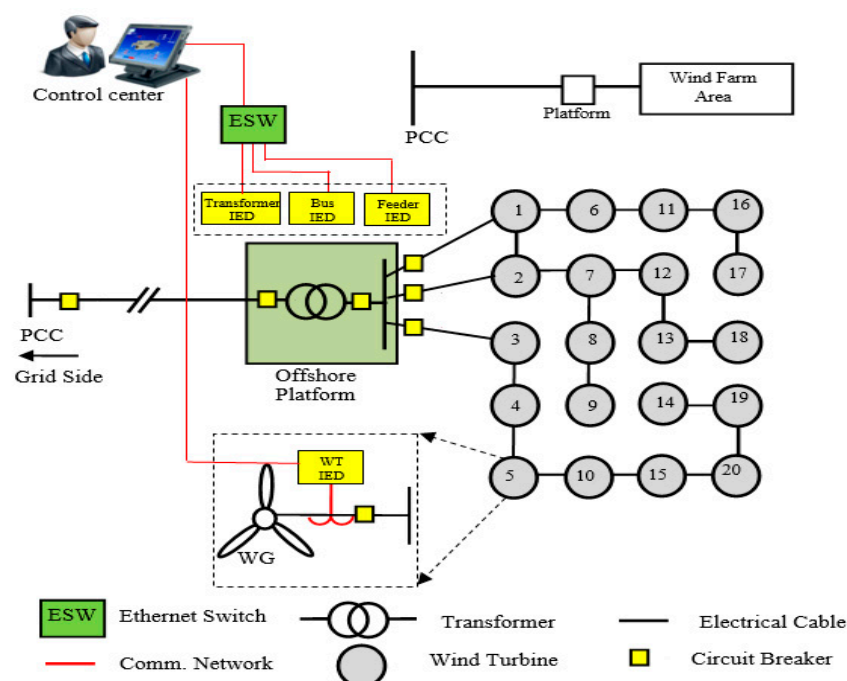 Control center
ESW
PCC
Platform
Wind Farm
Area
Transformer
IED
Bus
IED
Feeder
IED
1
6
11
16
2
7
12
17
3
8
13
18
4
9
14
19
5
10
15
20
PCC
Grid Side
Offshore
Platform
WT
IED
WG
ESW
Ethernet Switch
Transformer
Electrical Cable
Comm. Network
Wind Turbine
Circuit Breaker